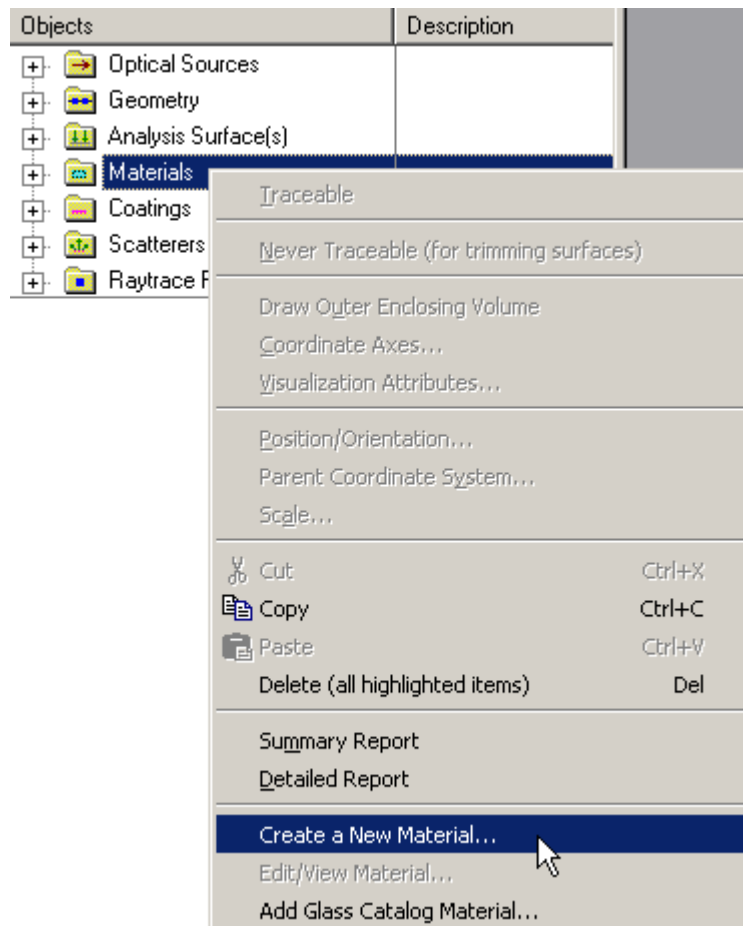 Objects Description
Optical Sources
Geometry
Analysis Surface(s)
Materials
Coatings
Scatterers
Raytrace
Traceable
Never Traceable (for trimming surfaces)
Draw Outer Enclosing Volume
Coordinate Axes...
Visualization Attributes...
Position/Orientation...
Parent Coordinate System...
Scale...
Cut Ctrl+X
Copy Ctrl+C
Paste Ctrl+V
Delete (all highlighted items) Del
Summary Report
Detailed Report
Create a New Material...
Edit/View Material...
Add Glass Catalog Material...